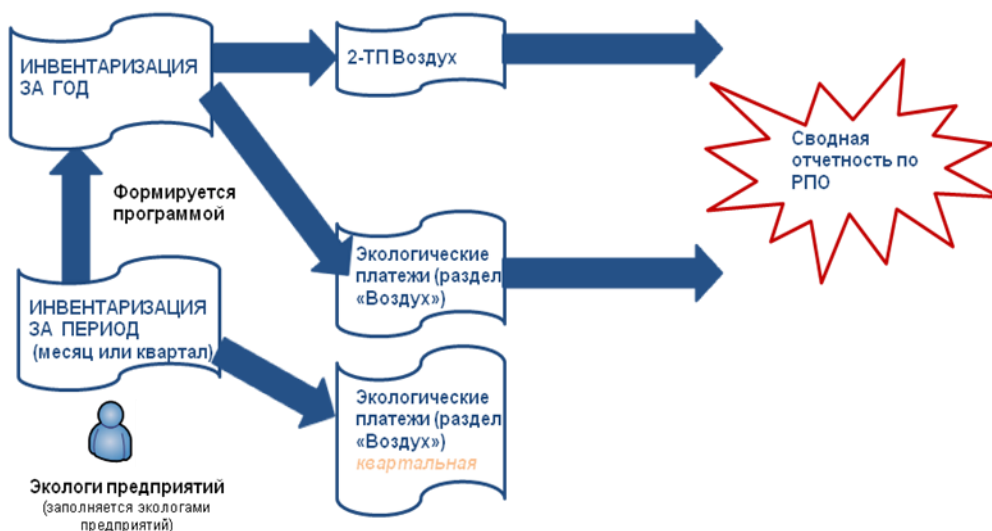 ИНВЕНТАРИЗАЦИЯ
ЗА ГОД
2-ТП Воздух
Сводная
отчетность по
РПО
Формируется
программой
Экологические
платежи (раздел
«Воздух»)
ИНВЕНТАРИЗАЦИЯ
ЗА ПЕРИОД
(месяц или квартал)
Экологические
платежи (раздел
«Воздух»)
квартальная
Экологи предприятий
(заполняется экологами
предприятий)